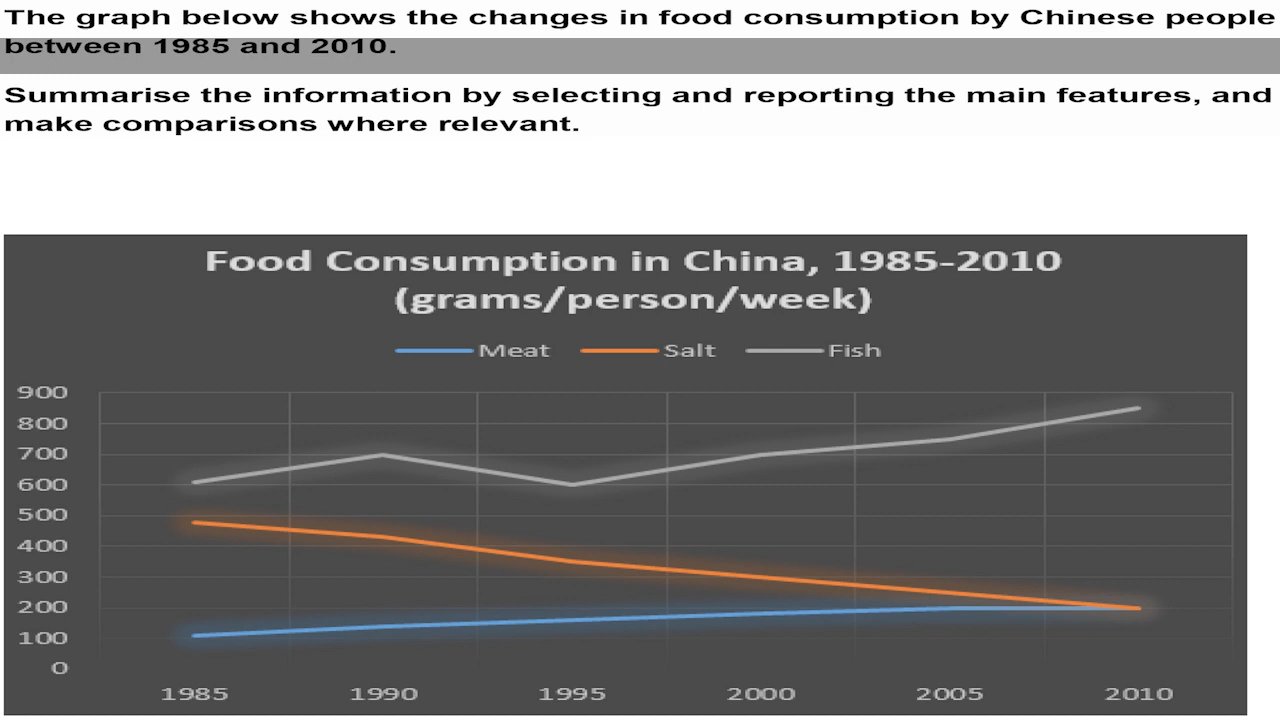 The graph below shows the changes in food consumption by Chinese people
between 1985 and 2010.
Summarise the information by selecting and reporting the main features, and
make comparisons where relevant.
Food Consumption in China, 1985-2010
(grams/person/week)
Meat Salt Fish
900
800
700
600
500
400
300
200
100
0
1985 1990 1995 2000 2005 2010